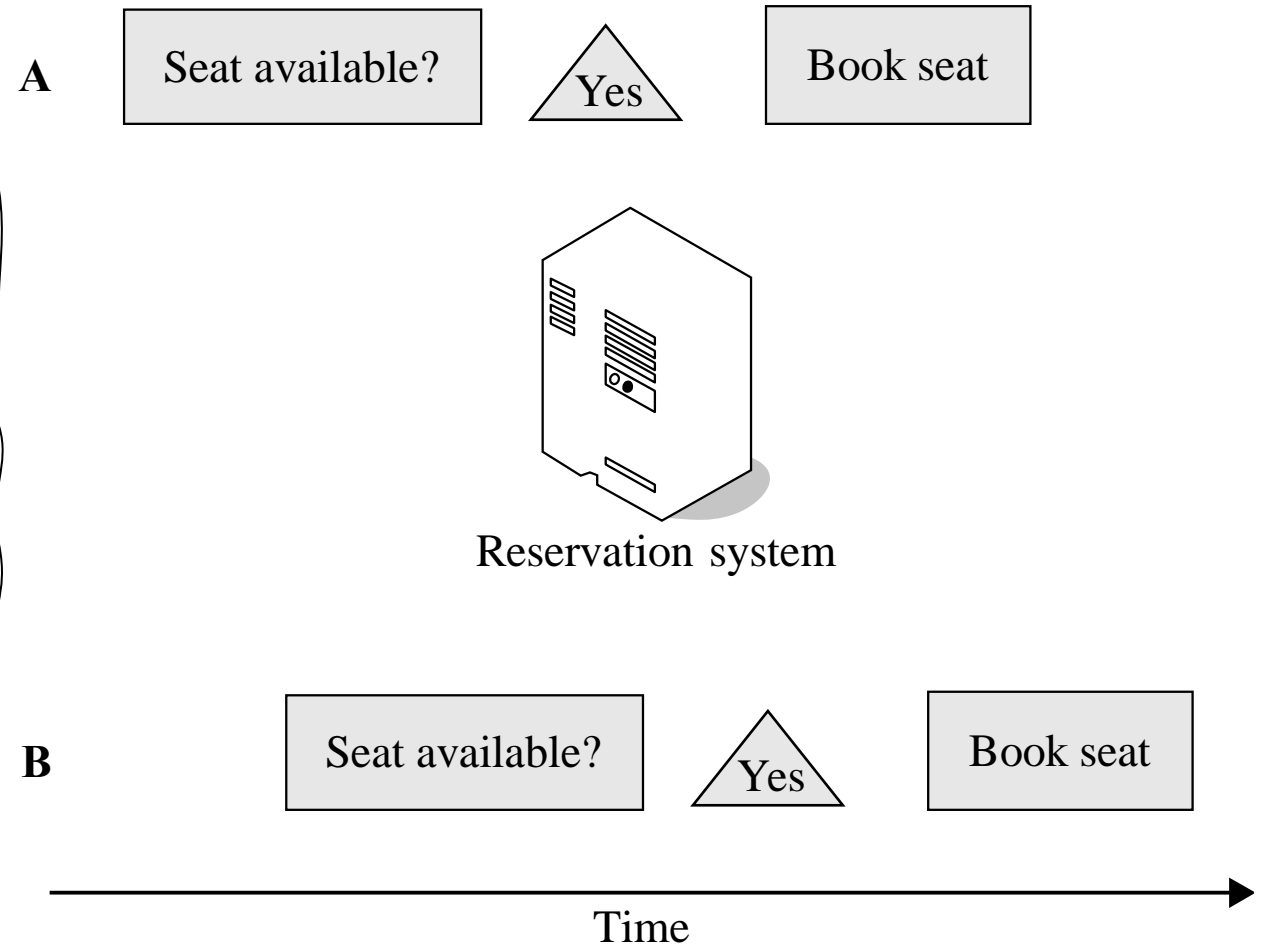 A
Seat available?
Yes
Book seat
Reservation system
B
Seat available?
Yes
Book seat
Time